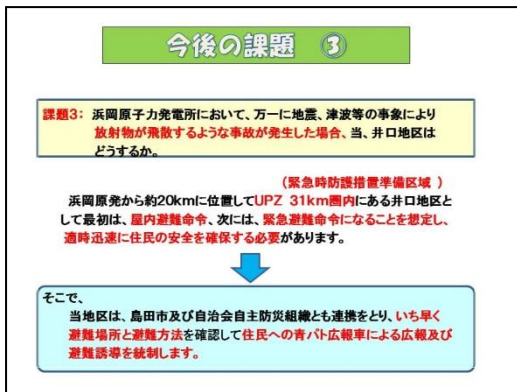 今後の課題 ③
課題3： 浜岡原子力発電所において、万一に地震、津波等の事象により
放射物が飛散するような事故が発生した場合、当、井口地区は
どうするか。
（緊急時防護措置準備区域 ）
浜岡原発から約20kmに位置してUPZ 31km圏内にある井口地区と
して最初は、屋内避難命令、次には、緊急避難命令になることを想定し、
適時迅速に住民の安全を確保する必要があります。
そこで、
当地区は、島田市及び自治会自主防災組織とも連携をとり、いち早く
避難場所と避難方法を確認して住民への青パト広報車による広報及び
避難誘導を統制します。